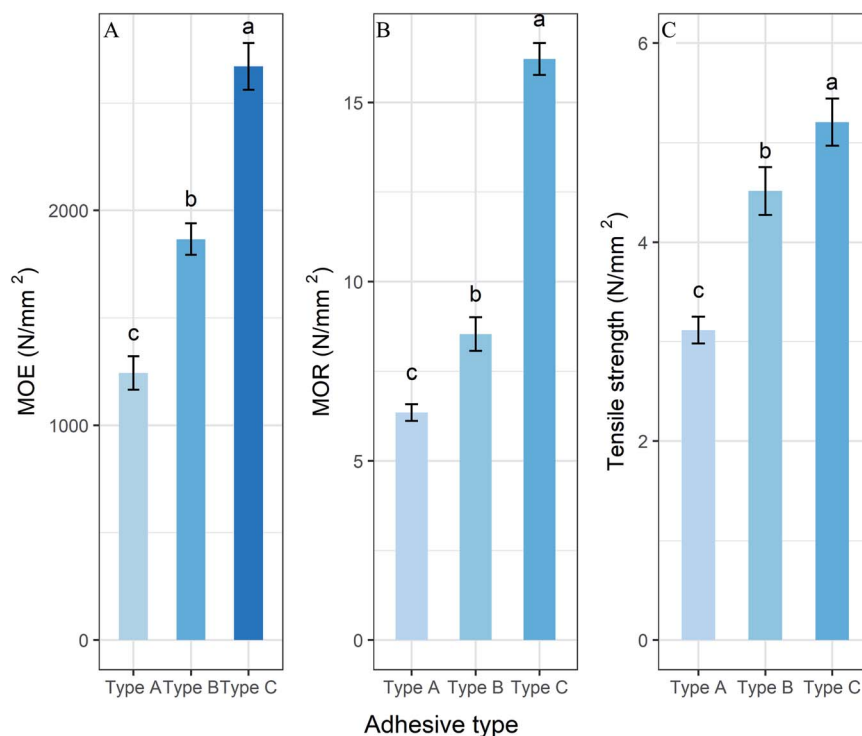 A
MOE (N/mm 2)
2000
1000
0
c
b
a
Type A Type B Type C
B
MOR (N/mm 2)
15
10
5
0
c
b
a
Type A Type B Type C
C
Tensile strength (N/mm 2)
6
4
2
0
c
b
a
Type A Type B Type C
Adhesive type